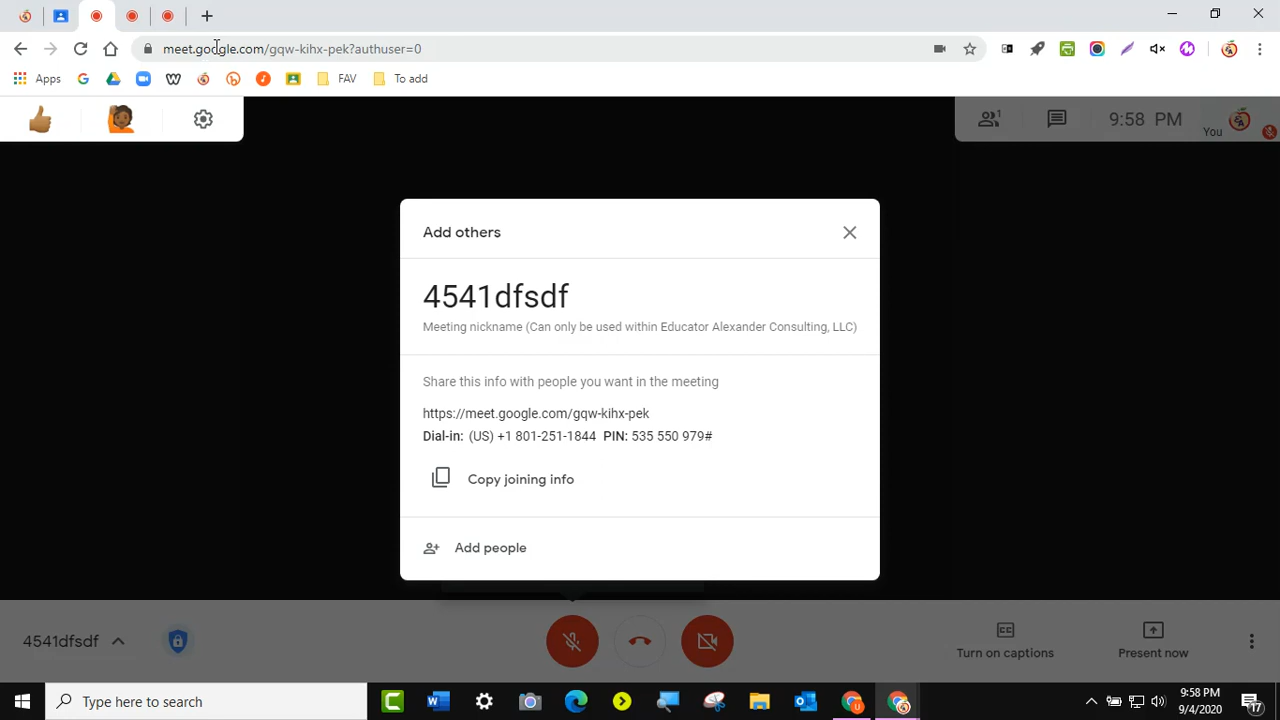 meet.google.com/gqw-kihx-pek?authuser=0
Apps
FAV
To add
1
9:58 PM
You
Add others
4541dfsdf
Meeting nickname (Can only be used within Educator Alexander Consulting, LLC)
Share this info with people you want in the meeting
https://meet.google.com/gqw-kihx-pek
Dial-in: (US) +1 801-251-1844 PIN: 535 550 979#
Copy joining info
Add people
4541dfsdf
CC
Turn on captions
Present now
Type here to search
9:58 PM
9/4/2020
17